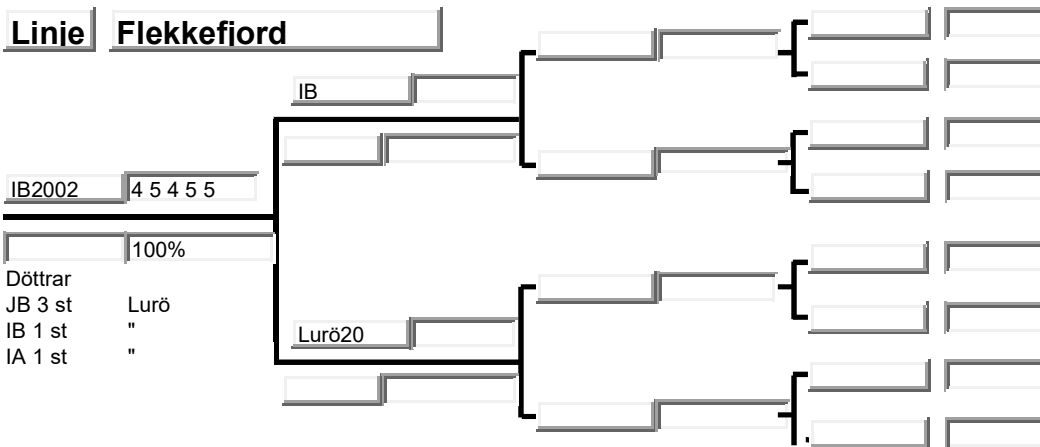 Linje Flekkefjord
IB
IB2002 4 5 4 5 5
100%
Döttrar
JB 3 st Lurö
IB 1 st "
IA 1 st "
Lurö20